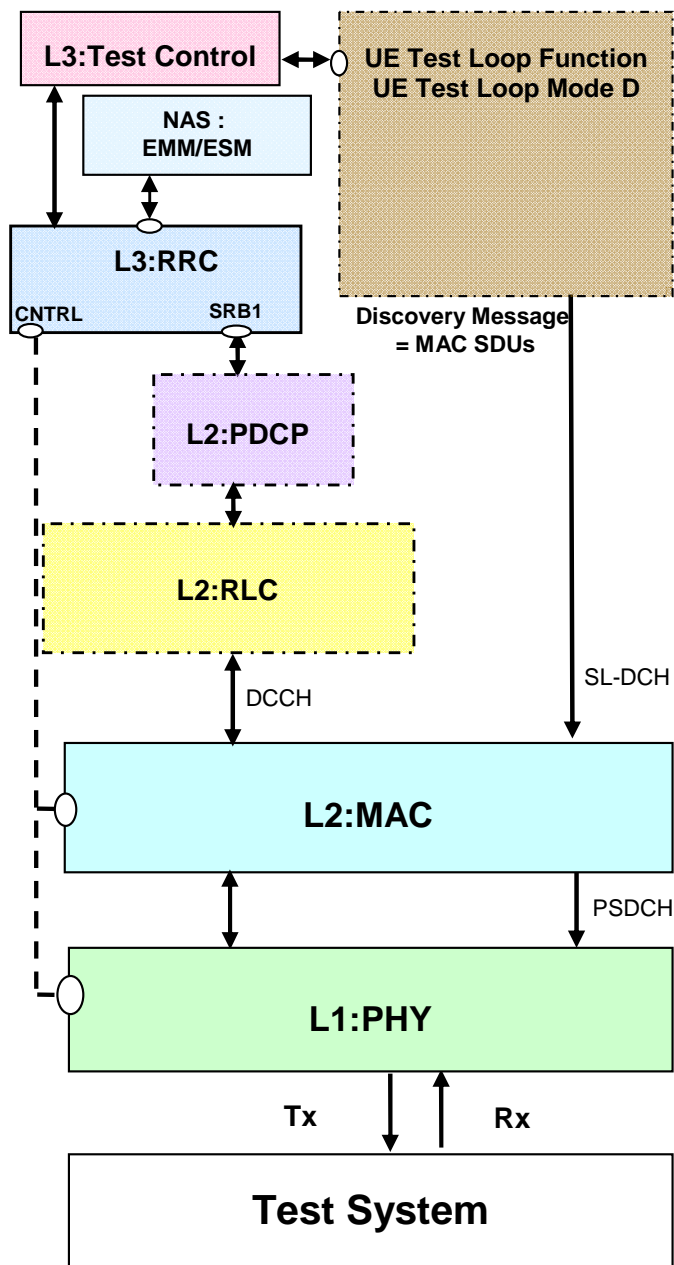 L3:Test Control
UE Test Loop Function
UE Test Loop Mode D
NAS :
EMM/ESM
L3:RRC
CNTRL
SRB1
Discovery Message
= MAC SDUs
L2:PDCP
L2:RLC
DCCH
SL-DCH
L2:MAC
PSDCH
L1:PHY
Tx
Rx
Test System